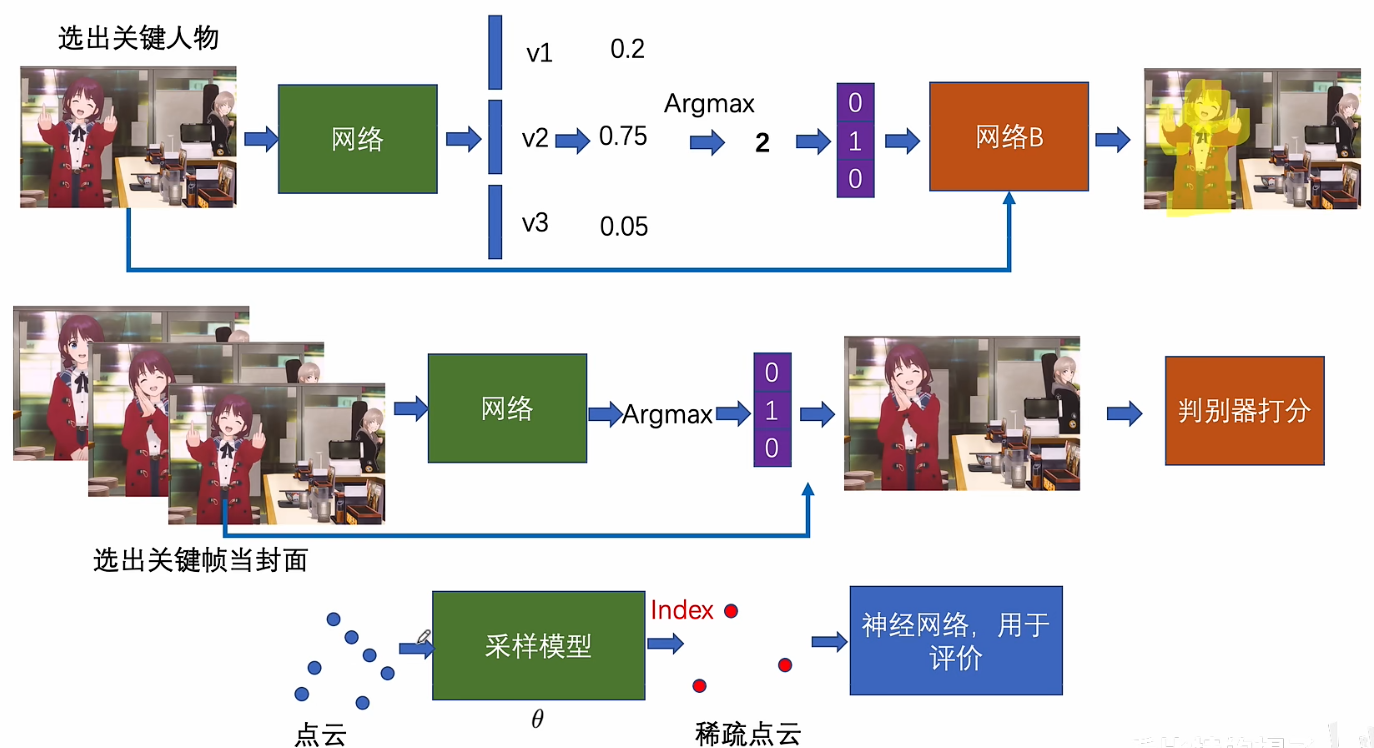 选出关键人物
网络
v1
0.2
v2
0.75
v3
0.05
Argmax
2
0
1
0
网络B
选出关键帧当封面
网络
Argmax
0
1
0
判别器打分
点云
采样模型
θ
Index
稀疏点云
神经网络，用于
评价